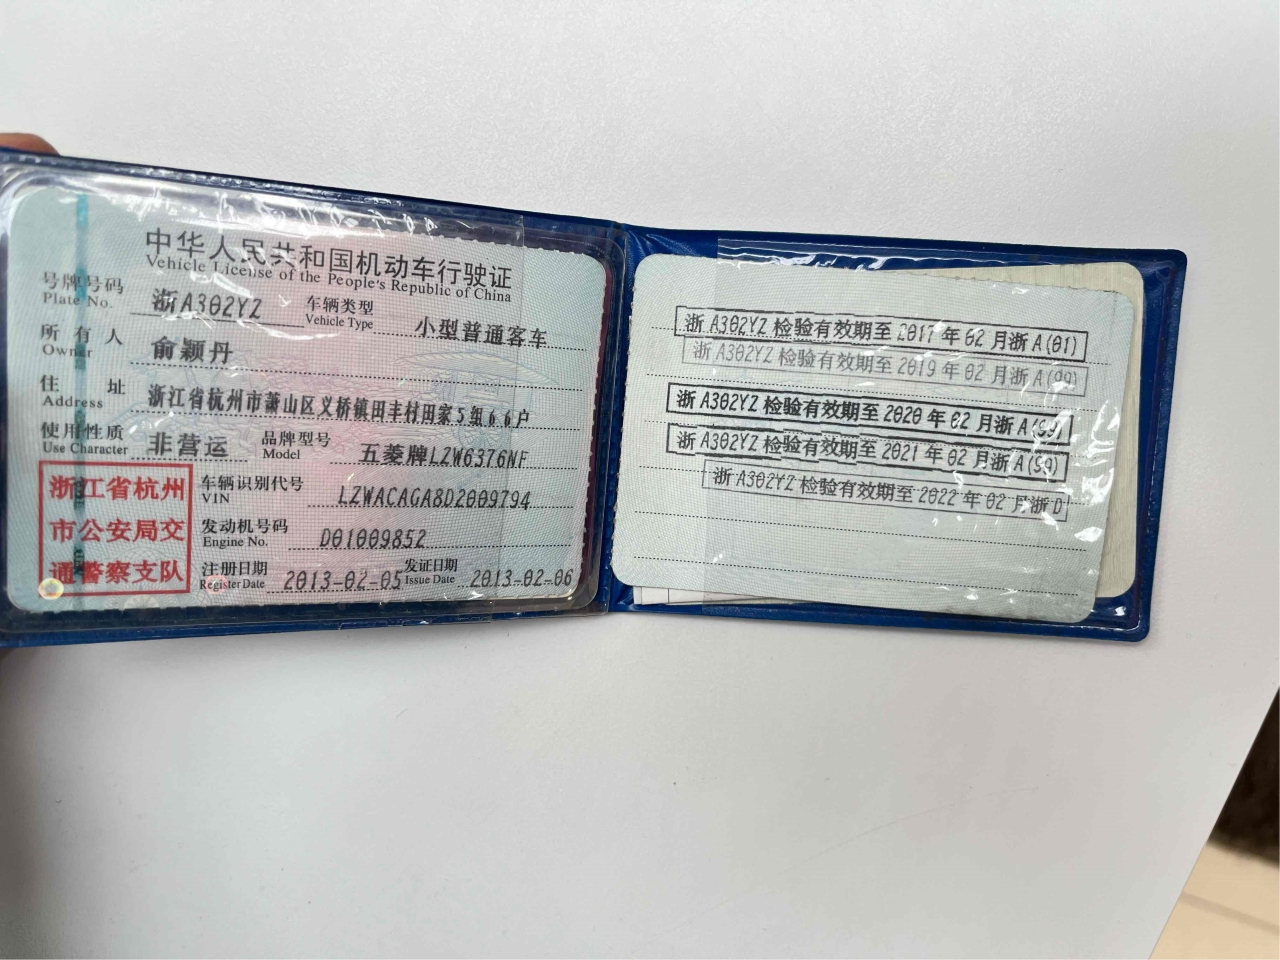 中华人民共和国机动车行驶证
Vehicle License of the People's Republic of China
号牌号码 浙A302YZ 车辆类型 小型普通客车
Plate No. Vehicle Type
所有人 俞颖丹
Owner
住址 浙江省杭州市萧山区义桥镇田丰村田家5组66户
Address
使用性质 非营运 品牌型号 五菱牌LZW6376NF
Use Character Model
浙江省杭州
市公安局交
通警察支队
车辆识别代号 LZWACAGA8D2009794
VIN
发动机号码 D01009852
Engine No.
注册日期 2013-02-05 发证日期 2013-02-06
Register Date Issue Date
浙A302YZ 检验有效期至 2017年02月浙A(01)
浙A302YZ 检验有效期至 2019年02月浙A(99)
浙A302YZ 检验有效期至 2020年02月浙A(99)
浙A302YZ 检验有效期至 2021年02月浙A(99)
浙A302YZ 检验有效期至 2022年02月浙D